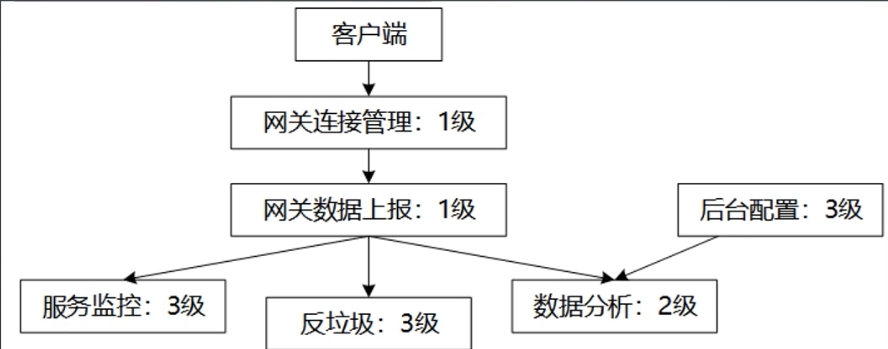 客户端
网关连接管理：1级
网关数据上报：1级
后台配置：3级
服务监控：3级
反垃圾：3级
数据分析：2级